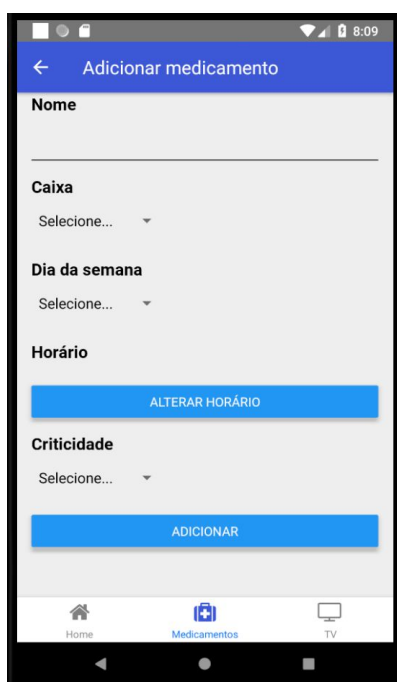 8:09
Adicionar medicamento
Nome
Caixa
Selecione...
Dia da semana
Selecione...
Horário
ALTERAR HORÁRIO
Criticidade
Selecione...
ADICIONAR
Home Medicamentos TV